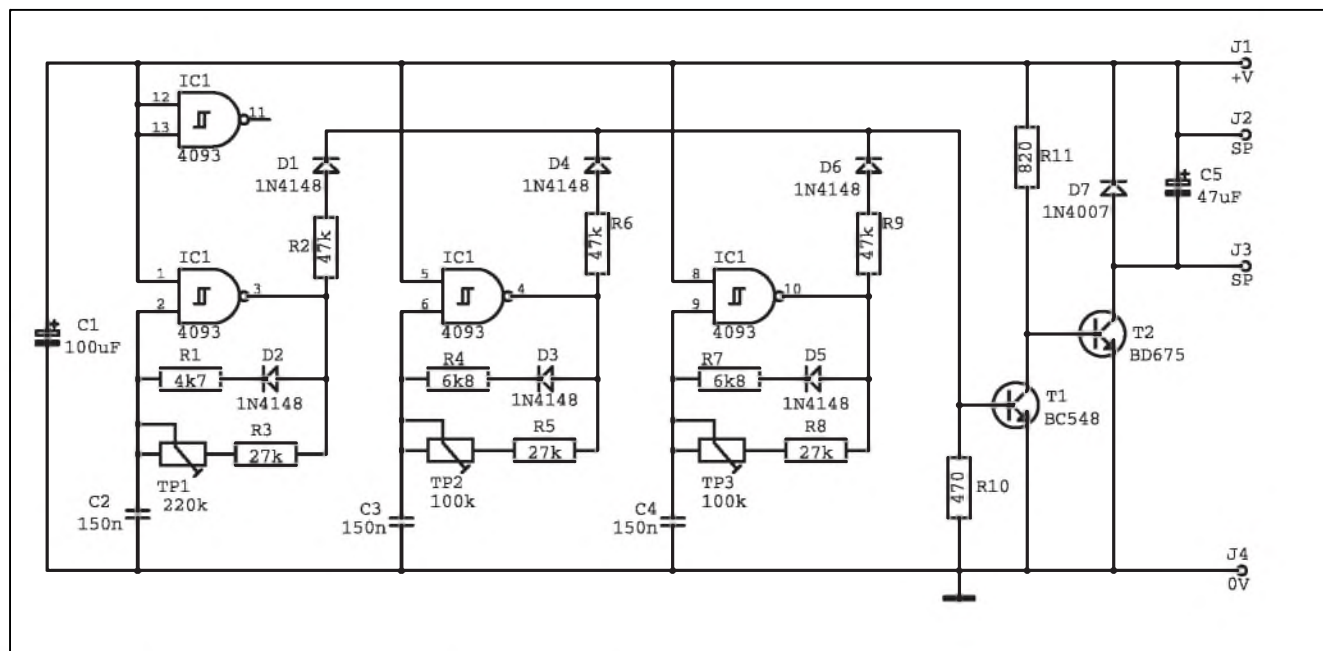 J1
+V
IC1
12
11
13
4093
J2
SP
D1
1N4148
D4
1N4148
D6
1N4148
820
R11
D7
1N4007
+
C5
47uF
R2
47k
R6
47k
R9
47k
IC1
1
2
3
4093
IC1
5
6
4
4093
IC1
8
9
10
4093
J3
SP
+
C1
100uF
T2
BD675
R1
4k7
D2
1N4148
R4
6k8
D3
1N4148
R7
6k8
D5
1N4148
T1
BC548
R3
27k
TP1
220k
R5
27k
TP2
100k
R8
27k
TP3
100k
470
R10
C2
150n
C3
150n
C4
150n
J4
0V